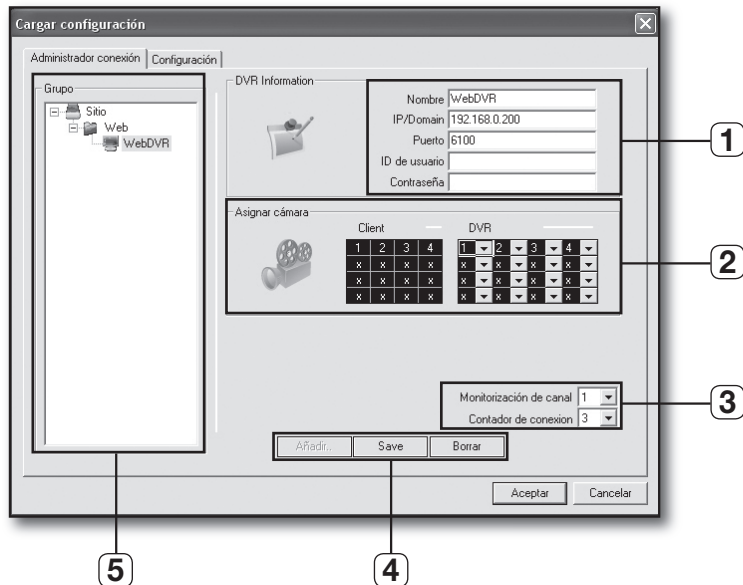 Cargar configuración
Administrador conexión Configuración
Grupo
Sitio
Web
WebDVR
DVR Information
Nombre WebDVR
IP/Domain 192.168.0.200
Puerto 6100
ID de usuario
Contraseña
1
Asignar cámara
Client DVR
1 2 3 4 1 2 3 4
x x x x x x x x
x x x x x x x x
x x x x x x x x
2
Monitorización de canal 1
Contador de conexion 3
3
Añadir.. Save Borrar
Aceptar Cancelar
5 4